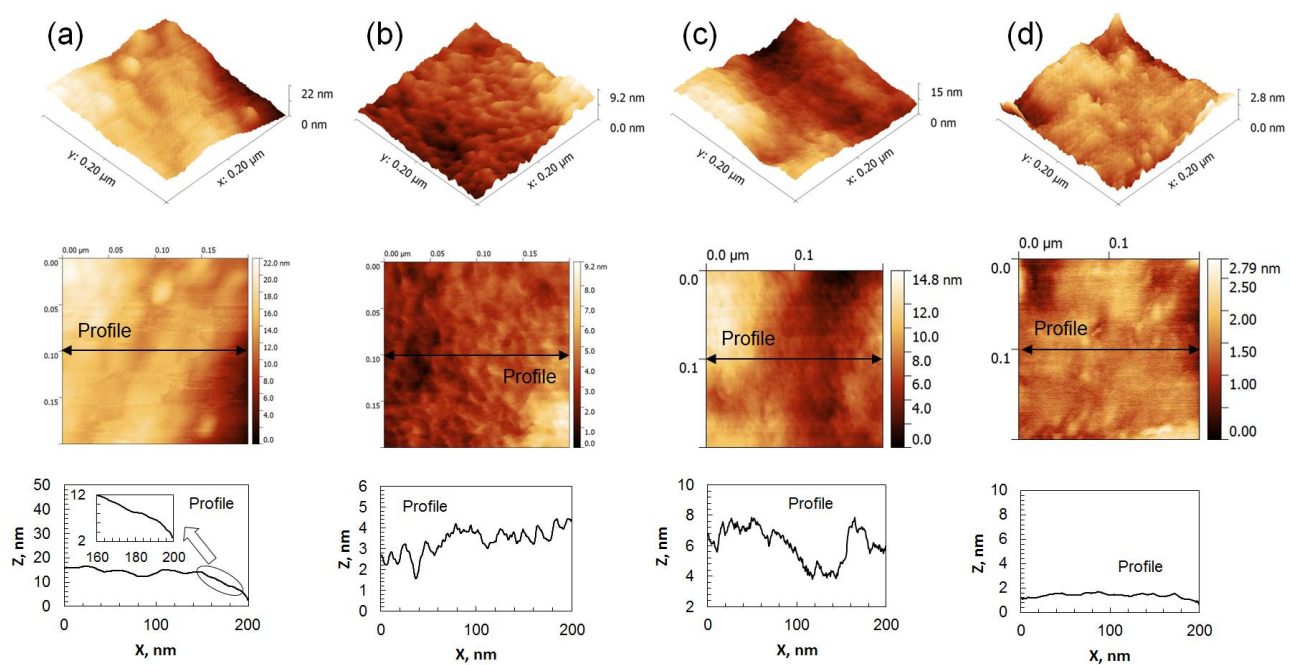 (a)
(b)
(c)
(d)
22 nm
0 nm
y: 0.20 µm
x: 0.20 µm
9.2 nm
0.0 nm
y: 0.20 µm
x: 0.20 µm
15 nm
0 nm
y: 0.20 µm
x: 0.20 µm
2.8 nm
0.0 nm
y: 0.20 µm
x: 0.20 µm
0.00 µm 0.05 0.10 0.15
0.00
0.05
0.10
0.15
Profile
22.0 nm
20.0
18.0
16.0
14.0
12.0
10.0
8.0
6.0
4.0
2.0
0.0
0.00 µm 0.05 0.10 0.15
0.00
0.05
0.10
0.15
Profile
9.2 nm
8.0
7.0
6.0
5.0
4.0
3.0
2.0
1.0
0.0
0.0 µm 0.1
0.0
0.1
Profile
14.8 nm
12.0
10.0
8.0
6.0
4.0
0.0
0.0 µm 0.1
0.0
0.1
Profile
2.79 nm
2.50
2.00
1.50
1.00
0.00
50
40
30
20
10
0
Z, nm
12
2
160 180 200
Profile
0 100 200
X, nm
6
5
4
3
2
1
0
Z, nm
Profile
0 100 200
X, nm
10
8
6
4
2
Z, nm
Profile
0 100 200
X, nm
10
8
6
4
2
0
Z, nm
Profile
0 100 200
X, nm